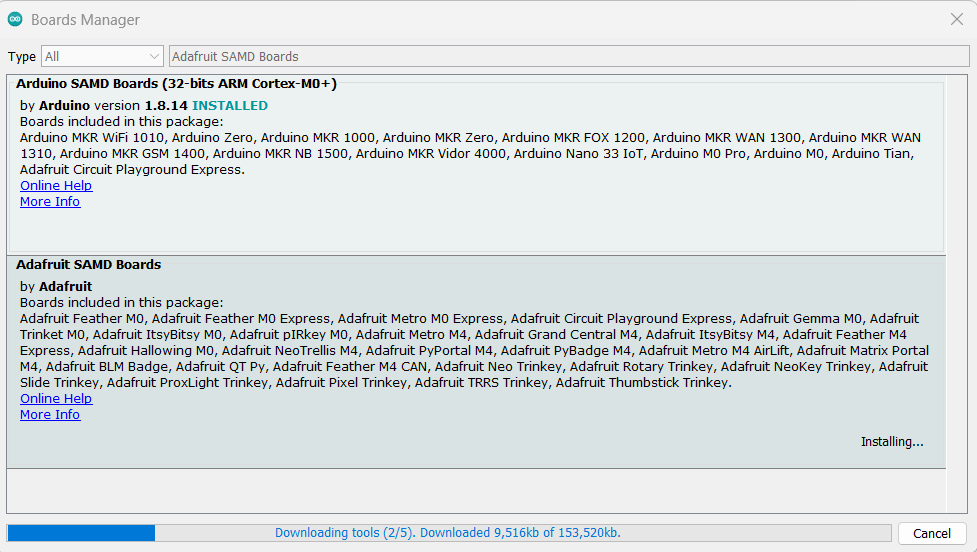 Boards Manager
Type All Adafruit SAMD Boards
Arduino SAMD Boards (32-bits ARM Cortex-M0+)
by Arduino version 1.8.14 INSTALLED
Boards included in this package:
Arduino MKR WiFi 1010, Arduino Zero, Arduino MKR 1000, Arduino MKR Zero, Arduino MKR FOX 1200, Arduino MKR WAN 1300, Arduino MKR WAN
1310, Arduino MKR GSM 1400, Arduino MKR NB 1500, Arduino MKR Vidor 4000, Arduino Nano 33 IoT, Arduino M0 Pro, Arduino M0, Arduino Tian,
Adafruit Circuit Playground Express.
Online Help
More Info
Adafruit SAMD Boards
by Adafruit
Boards included in this package:
Adafruit Feather M0, Adafruit Feather M0 Express, Adafruit Metro M0 Express, Adafruit Circuit Playground Express, Adafruit Gemma M0, Adafruit
Trinket M0, Adafruit ItsyBitsy M0, Adafruit pIRkey M0, Adafruit Metro M4, Adafruit Grand Central M4, Adafruit ItsyBitsy M4, Adafruit Feather M4
Express, Adafruit Hallowing M0, Adafruit NeoTrellis M4, Adafruit PyPortal M4, Adafruit PyBadge M4, Adafruit Metro M4 AirLift, Adafruit Matrix Portal
M4, Adafruit BLM Badge, Adafruit QT Py, Adafruit Feather M4 CAN, Adafruit Neo Trinkey, Adafruit Rotary Trinkey, Adafruit NeoKey Trinkey, Adafruit
Slide Trinkey, Adafruit ProxLight Trinkey, Adafruit Pixel Trinkey, Adafruit TRRS Trinkey, Adafruit Thumbstick Trinkey.
Online Help
More Info
Installing...
Downloading tools (2/5). Downloaded 9,516kb of 153,520kb.
Cancel